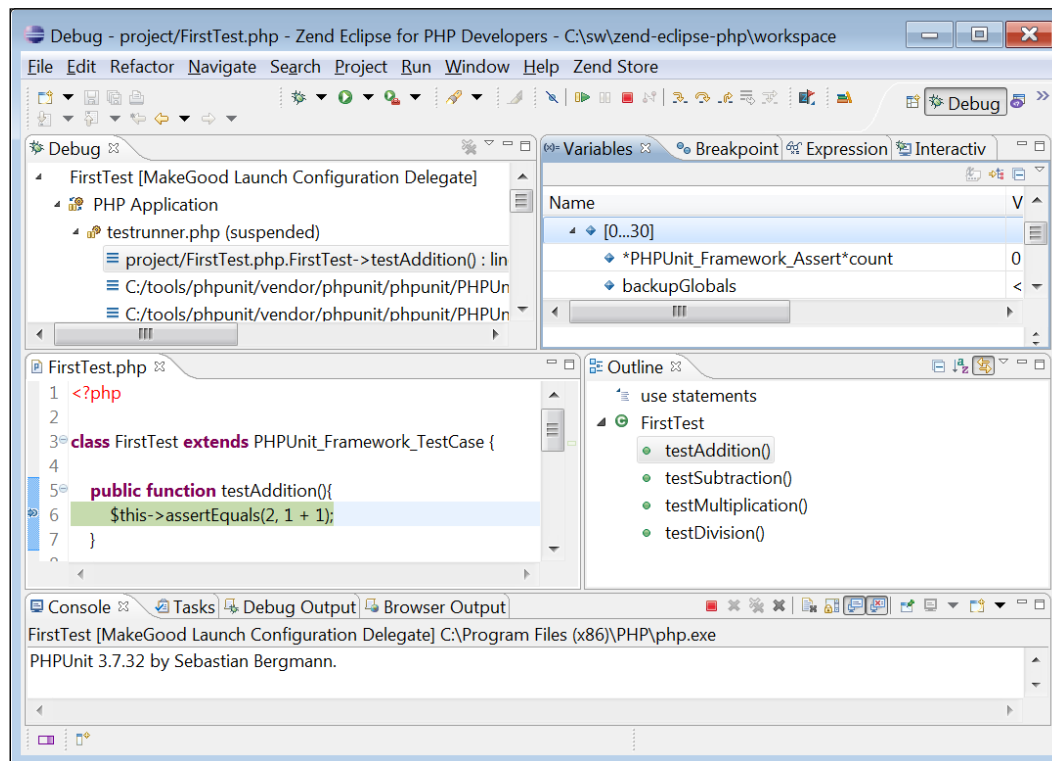 Debug - project/FirstTest.php - Zend Eclipse for PHP Developers - C:\sw\zend-eclipse-php\workspace
File Edit Refactor Navigate Search Project Run Window Help Zend Store
Debug
Debug
FirstTest [MakeGood Launch Configuration Delegate]
PHP Application
testrunner.php (suspended)
project/FirstTest.php.FirstTest->testAddition() : lin
C:/tools/phpunit/vendor/phpunit/phpunit/PHPUn
C:/tools/phpunit/vendor/phpunit/phpunit/PHPUn
(x)= Variables Breakpoint Expression Interactiv
Name V
[0...30]
*PHPUnit_Framework_Assert*count 0
backupGlobals <
FirstTest.php
1 <?php
2
3 class FirstTest extends PHPUnit_Framework_TestCase {
4
5 public function testAddition(){
6 $this->assertEquals(2, 1 + 1);
7 }
Outline
use statements
FirstTest
testAddition()
testSubtraction()
testMultiplication()
testDivision()
Console Tasks Debug Output Browser Output
FirstTest [MakeGood Launch Configuration Delegate] C:\Program Files (x86)\PHP\php.exe
PHPUnit 3.7.32 by Sebastian Bergmann.